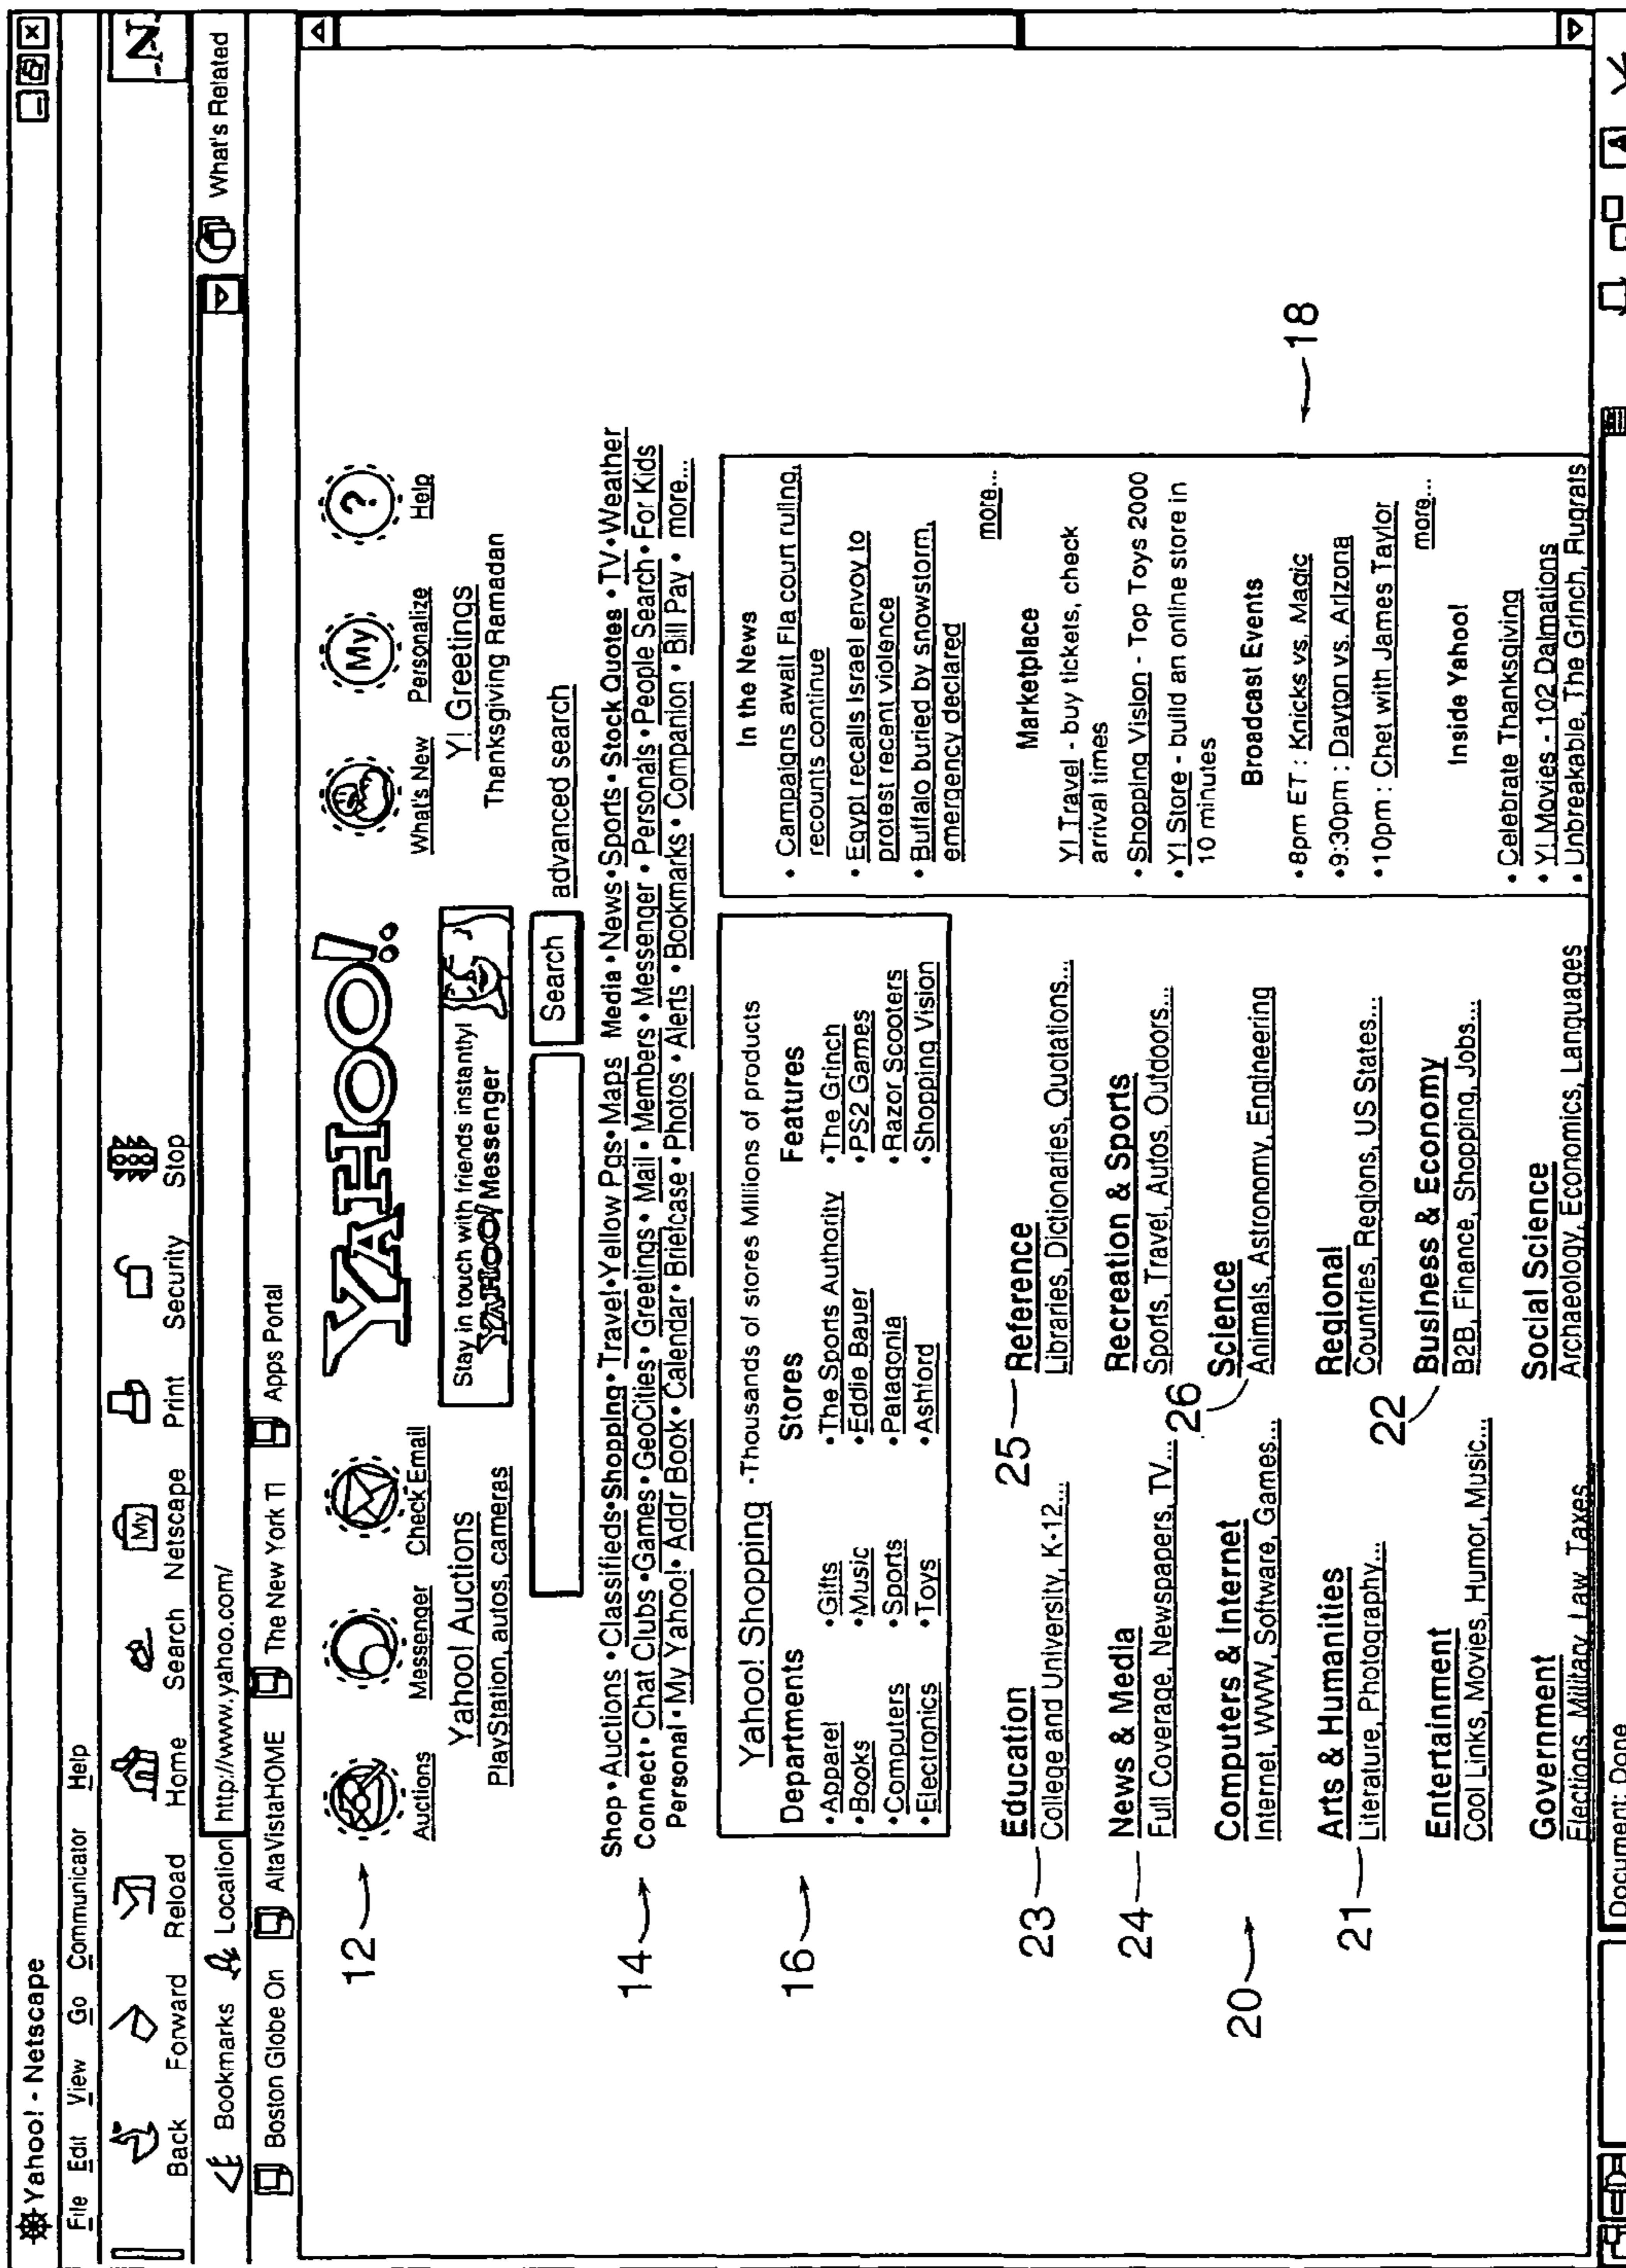 Yahoo! - Netscape
File Edit View Go Communicator Help
N
Back Forward Reload Home Search Netscape Print Security Stop
My
Bookmarks Location http://www.yahoo.com/ What's Related
Boston Globe On AltaVistaHOME The New York TI Apps Portal
12
YAHOO!
My ?
Auctions Messenger Check Email What's New Personalize Help
Yahoo! Auctions
PlayStation, autos, cameras
Stay in touch with friends instantly!
YAHOO! Messenger
Y! Greetings
Thanksgiving Ramadan
Search advanced search
14
Shop • Auctions • Classifieds • Shopping • Travel • Yellow Pgs • Maps Media • News • Sports • Stock Quotes • TV • Weather
Connect • Chat Clubs • Games • GeoCities • Greetings • Mail • Members • Messenger • Personals • People Search • For Kids
Personal • My Yahoo! • Addr Book • Calendar • Briefcase • Photos • Alerts • Bookmarks • Companion • Bill Pay • more...
16
Yahoo! Shopping -Thousands of stores Millions of products
Departments Stores Features
•Apparel •Gifts •The Sports Authority •The Grinch
•Books •Music •Eddie Bauer •PS2 Games
•Computers •Sports •Patagonia •Razor Scooters
•Electronics •Toys •Ashford •Shopping Vision
23
Education
College and University, K-12...
25
Reference
Libraries, Dictionaries, Quotations...
24
News & Media
Full Coverage, Newspapers, TV...
Recreation & Sports
Sports, Travel, Autos, Outdoors...
20
Computers & Internet
Internet, WWW, Software, Games...
26
Science
Animals, Astronomy, Engineering
21
Arts & Humanities
Literature, Photography...
Regional
Countries, Regions, US States...
Entertainment
Cool Links, Movies, Humor, Music...
22
Business & Economy
B2B, Finance, Shopping, Jobs...
Government
Elections, Military, Law, Taxes
Social Science
Archaeology, Economics, Languages
18
In the News
• Campaigns await Fla court ruling,
recounts continue
• Egypt recalls Israel envoy to
protest recent violence
• Buffalo buried by snowstorm,
emergency declared
more...
Marketplace
Y! Travel - buy tickets, check
arrival times
• Shopping Vision - Top Toys 2000
• Y! Store - build an online store in
10 minutes
Broadcast Events
• 8pm ET : Knicks vs. Magic
•9:30pm : Dayton vs. Arizona
•10pm : Chet with James Taylor
more...
Inside Yahoo!
• Celebrate Thanksgiving
• Y! Movies - 102 Dalmations
• Unbreakable, The Grinch, Rugrats
Document: Done